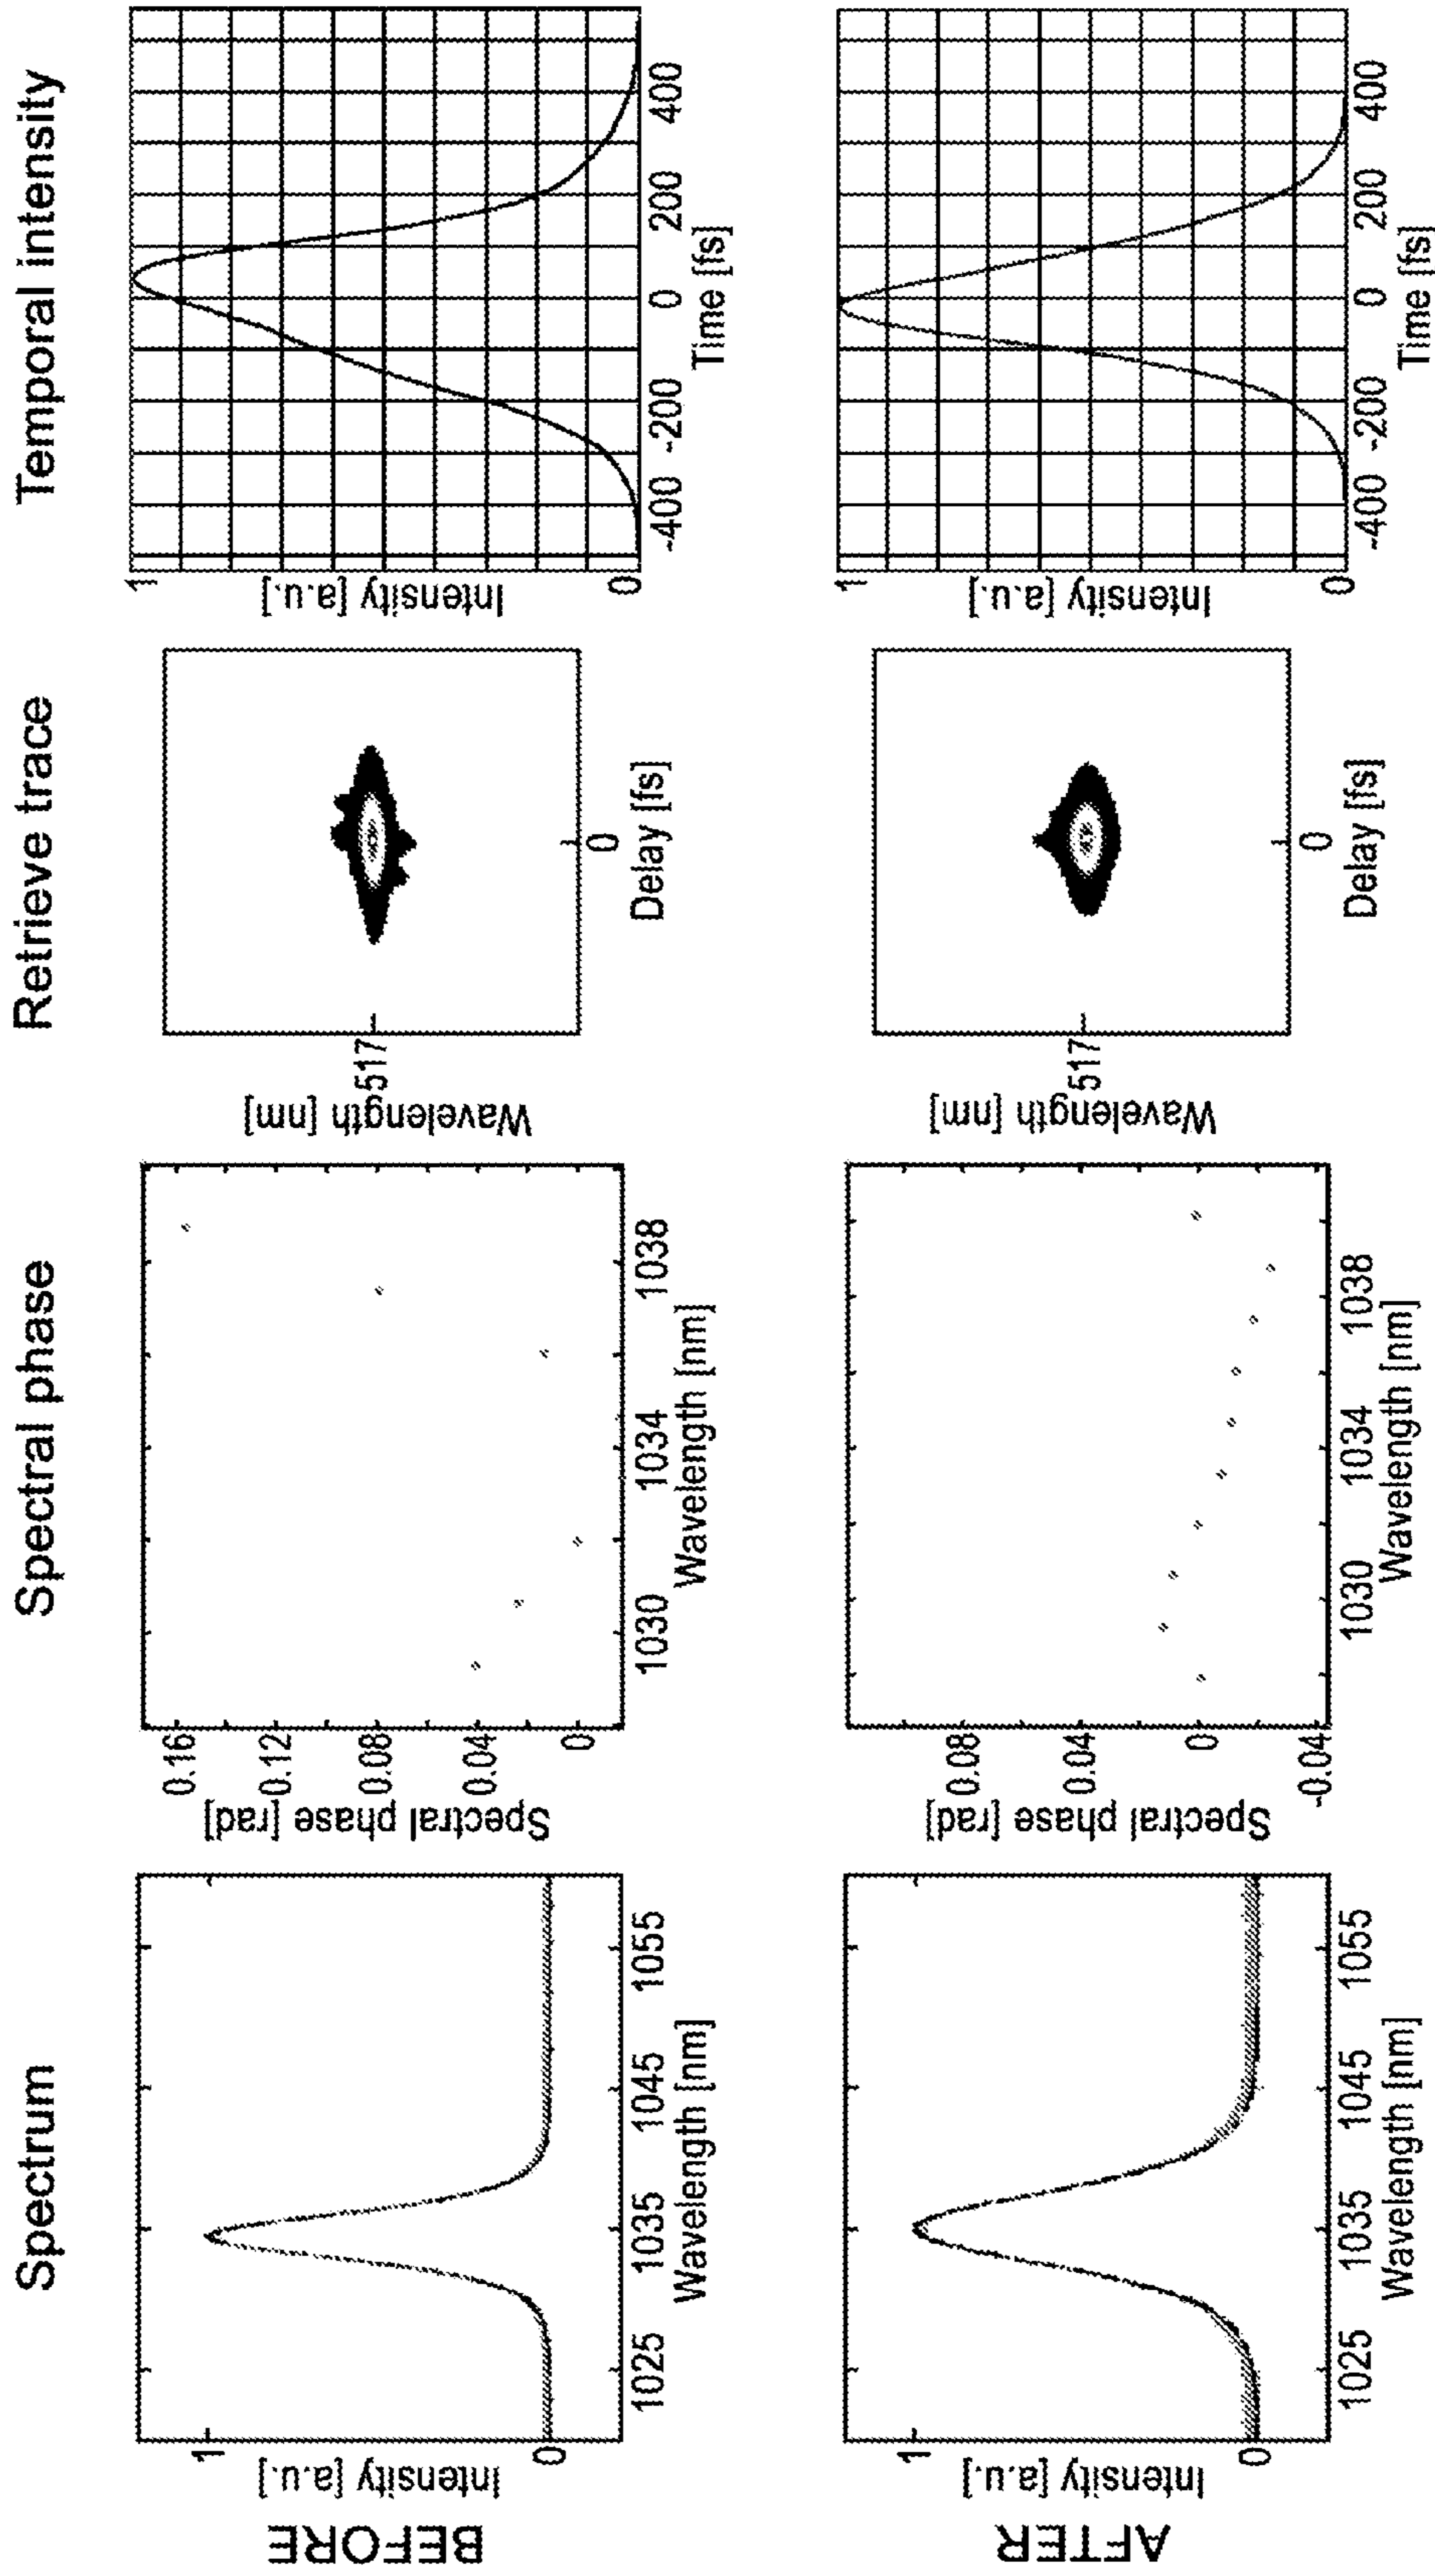 Spectrum
Spectral phase
Retrieve trace
Temporal intensity
BEFORE
Intensity [a.u.]
1
0
1025
1035
1045
1055
Wavelength [nm]
Spectral phase [rad]
0.16
0.12
0.08
0.04
0
1030
1034
1038
Wavelength [nm]
Wavelength [nm]
517
0
Delay [fs]
Intensity [a.u.]
1
0
-400
-200
0
200
400
Time [fs]
AFTER
Intensity [a.u.]
1
0
1025
1035
1045
1055
Wavelength [nm]
Spectral phase [rad]
0.08
0.04
0
-0.04
1030
1034
1038
Wavelength [nm]
Wavelength [nm]
517
0
Delay [fs]
Intensity [a.u.]
1
0
-400
-200
0
200
400
Time [fs]